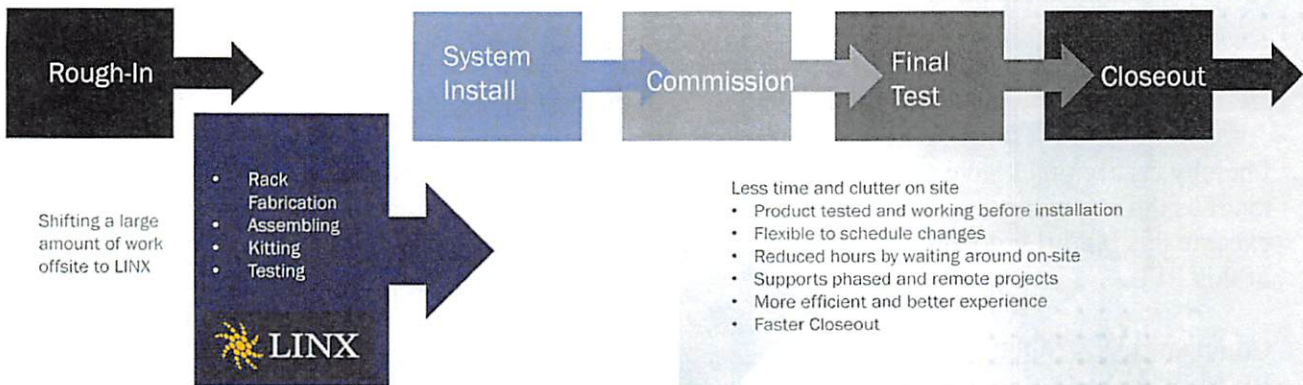 Rough-In
System
Install
Commission
Final
Test
Closeout
Shifting a large
amount of work
offsite to LINX
• Rack
Fabrication
• Assembling
• Kitting
• Testing
LINX
Less time and clutter on site
• Product tested and working before installation
• Flexible to schedule changes
• Reduced hours by waiting around on-site
• Supports phased and remote projects
• More efficient and better experience
• Faster Closeout